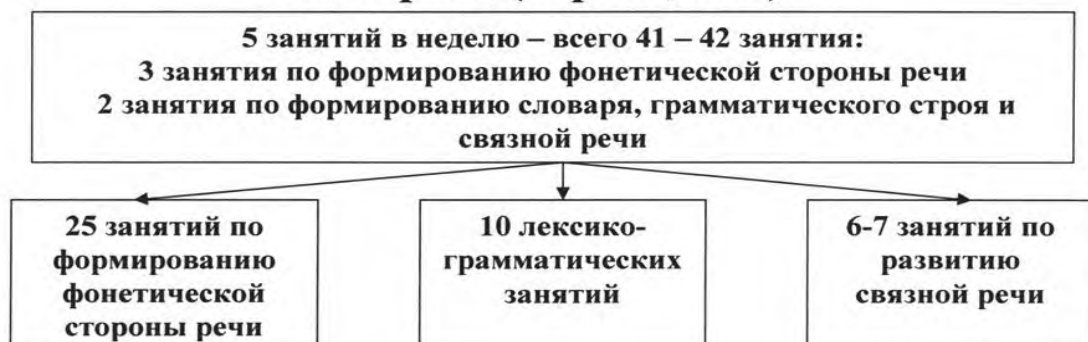 5 занятий в неделю – всего 41 – 42 занятия:
3 занятия по формированию фонетической стороны речи
2 занятия по формированию словаря, грамматического строя и
связной речи
25 занятий по
формированию
фонетической
стороны речи
10 лексико-
грамматических
занятий
6-7 занятий по
развитию
связной речи